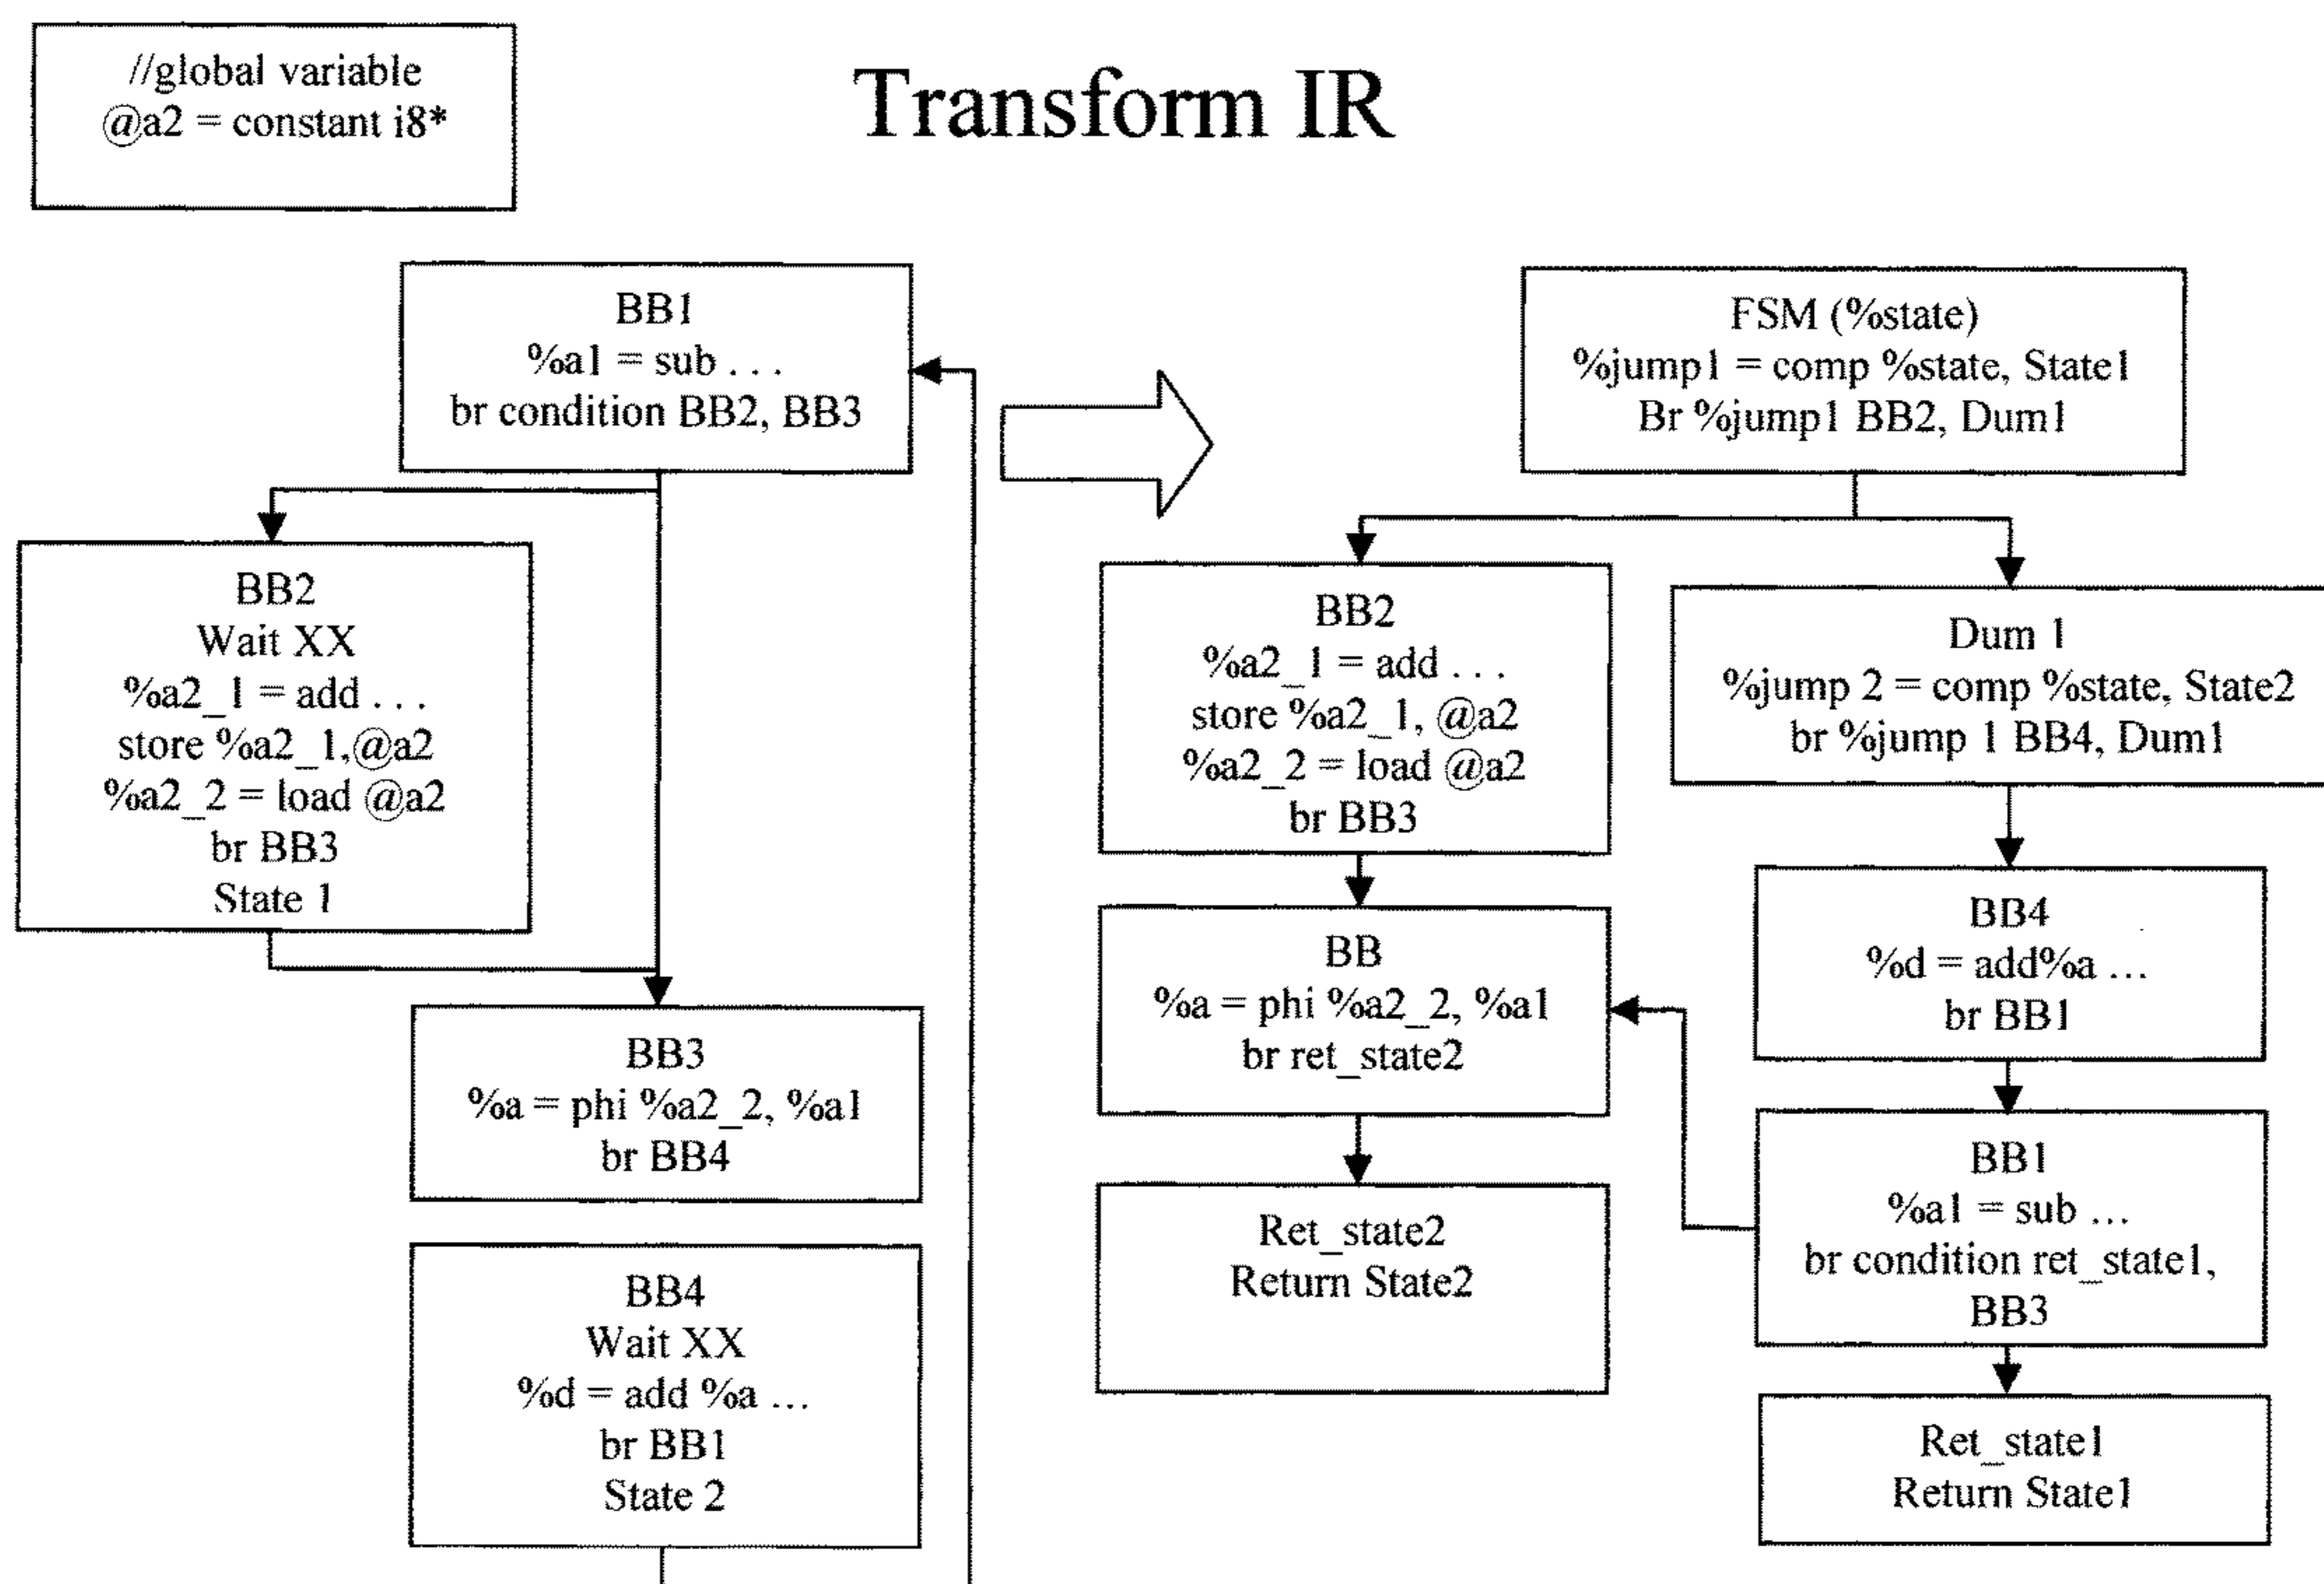 //global variable
@a2 = constant i8*
Transform IR
BB1
%a1 = sub . . .
br condition BB2, BB3
BB2
Wait XX
%a2_1 = add . . .
store %a2_1,@a2
%a2_2 = load @a2
br BB3
State 1
BB3
%a = phi %a2_2, %a1
br BB4
BB4
Wait XX
%d = add %a ...
br BB1
State 2
FSM (%state)
%jump1 = comp %state, State1
Br %jump1 BB2, Dum1
BB2
%a2_1 = add . . .
store %a2_1, @a2
%a2_2 = load @a2
br BB3
BB
%a = phi %a2_2, %a1
br ret_state2
Ret_state2
Return State2
Dum 1
%jump 2 = comp %state, State2
br %jump 1 BB4, Dum1
BB4
%d = add%a ...
br BB1
BB1
%a1 = sub ...
br condition ret_state1,
BB3
Ret_state1
Return State1